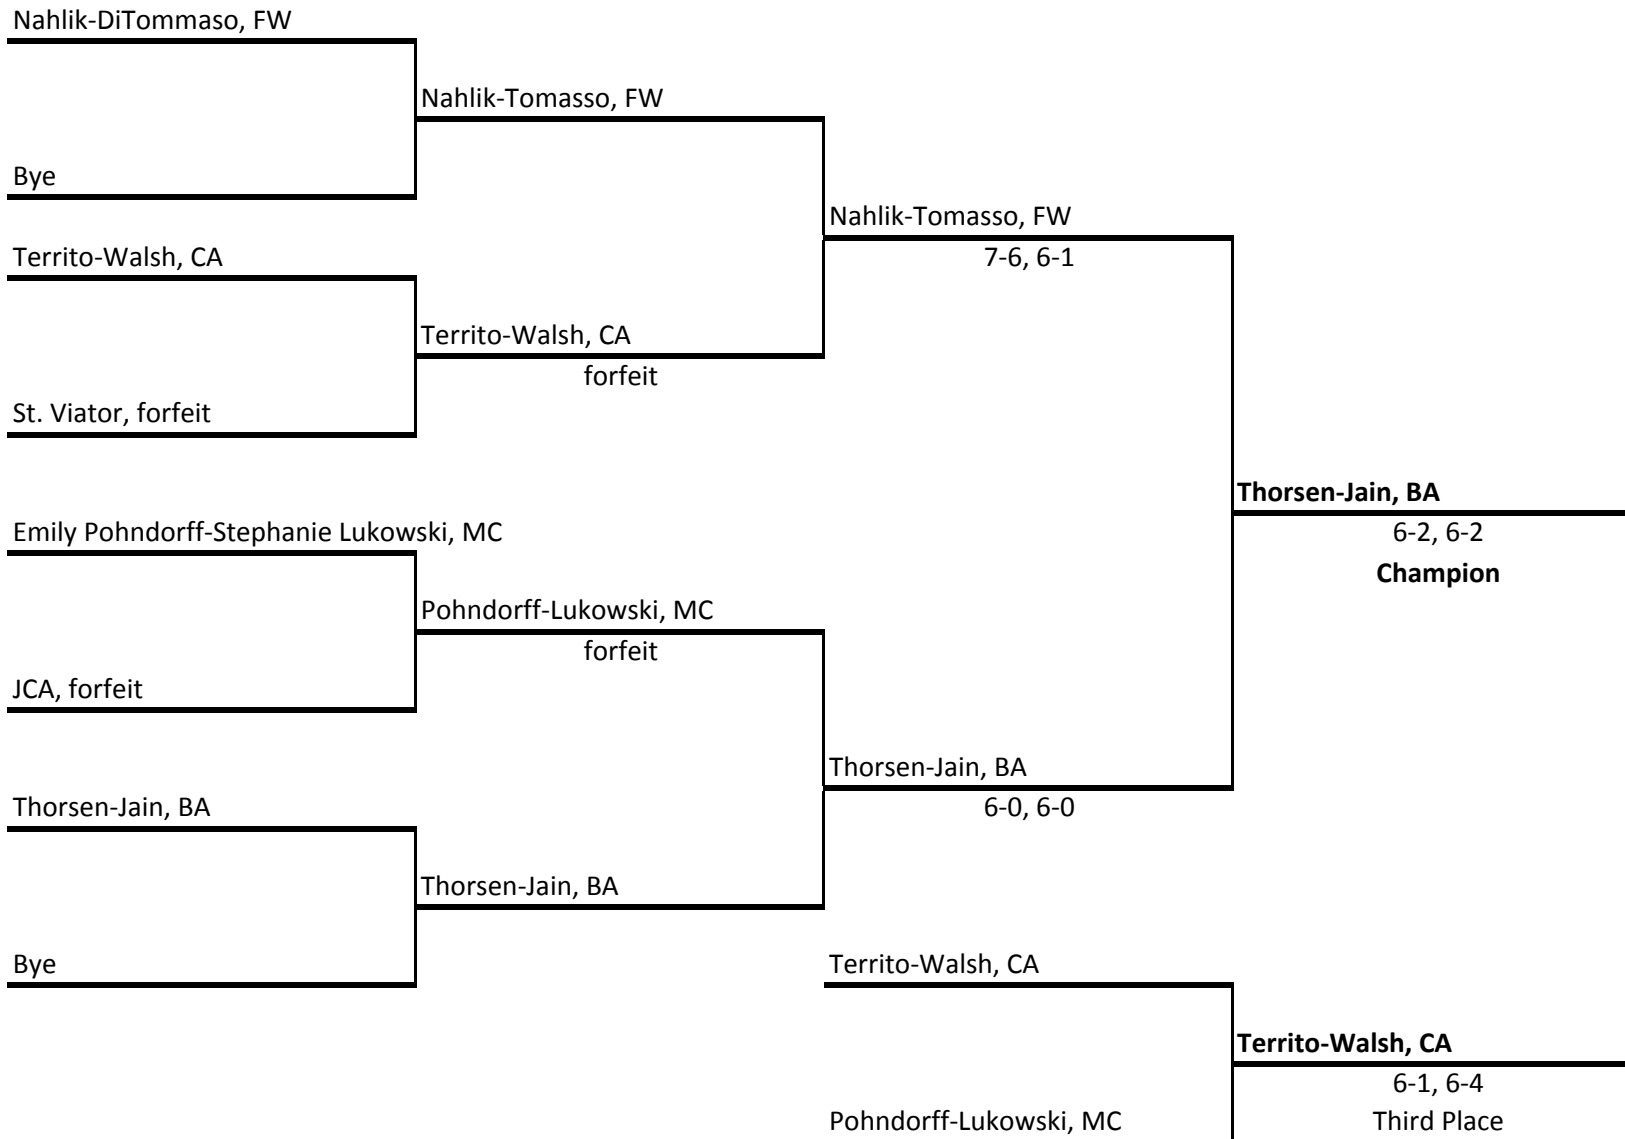 Nahlik-DiTommaso, FW
Nahlik-Tomasso, FW
Bye
Nahlik-Tomasso, FW
7-6, 6-1
Territo-Walsh, CA
Territo-Walsh, CA
forfeit
St. Viator, forfeit
Thorsen-Jain, BA
6-2, 6-2
Champion
Emily Pohndorff-Stephanie Lukowski, MC
Pohndorff-Lukowski, MC
forfeit
JCA, forfeit
Thorsen-Jain, BA
6-0, 6-0
Thorsen-Jain, BA
Thorsen-Jain, BA
Bye
Territo-Walsh, CA
Territo-Walsh, CA
6-1, 6-4
Pohndorff-Lukowski, MC
Third Place